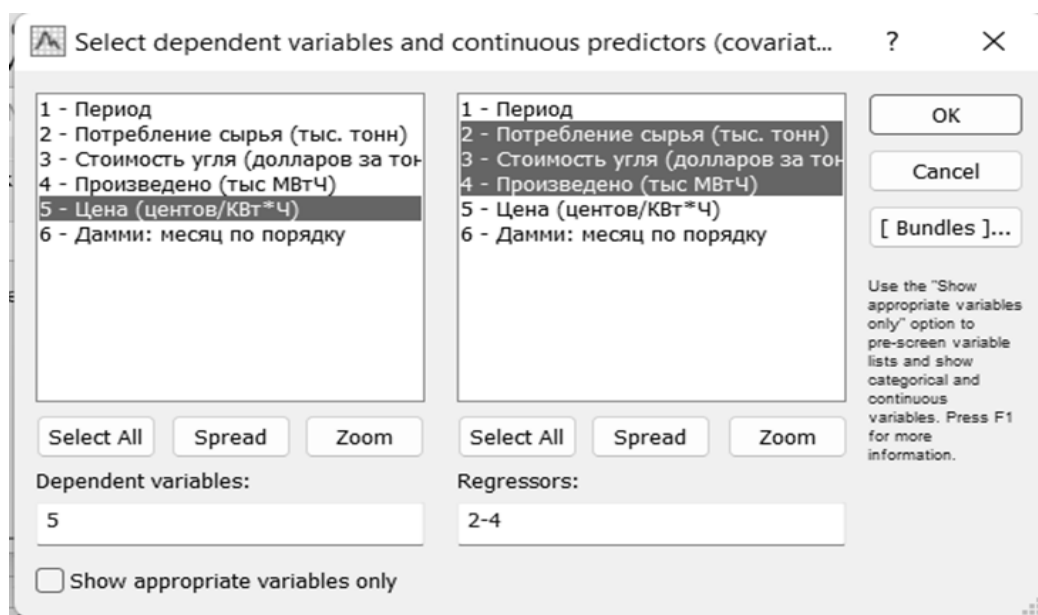 Select dependent variables and continuous predictors (covariat...
?
1 - Период
2 - Потребление сырья (тыс. тонн)
3 - Стоимость угля (долларов за тон
4 - Произведено (тыс МВтЧ)
5 - Цена (центов/КВт*Ч)
6 - Дамми: месяц по порядку
1 - Период
2 - Потребление сырья (тыс. тонн)
3 - Стоимость угля (долларов за тон
4 - Произведено (тыс МВтЧ)
5 - Цена (центов/КВт*Ч)
6 - Дамми: месяц по порядку
OK
Cancel
[ Bundles ]...
Use the "Show
appropriate variables
only" option to
pre-screen variable
lists and show
categorical and
continuous
variables. Press F1
for more
information.
Select All
Spread
Zoom
Select All
Spread
Zoom
Dependent variables:
5
Regressors:
2-4
Show appropriate variables only